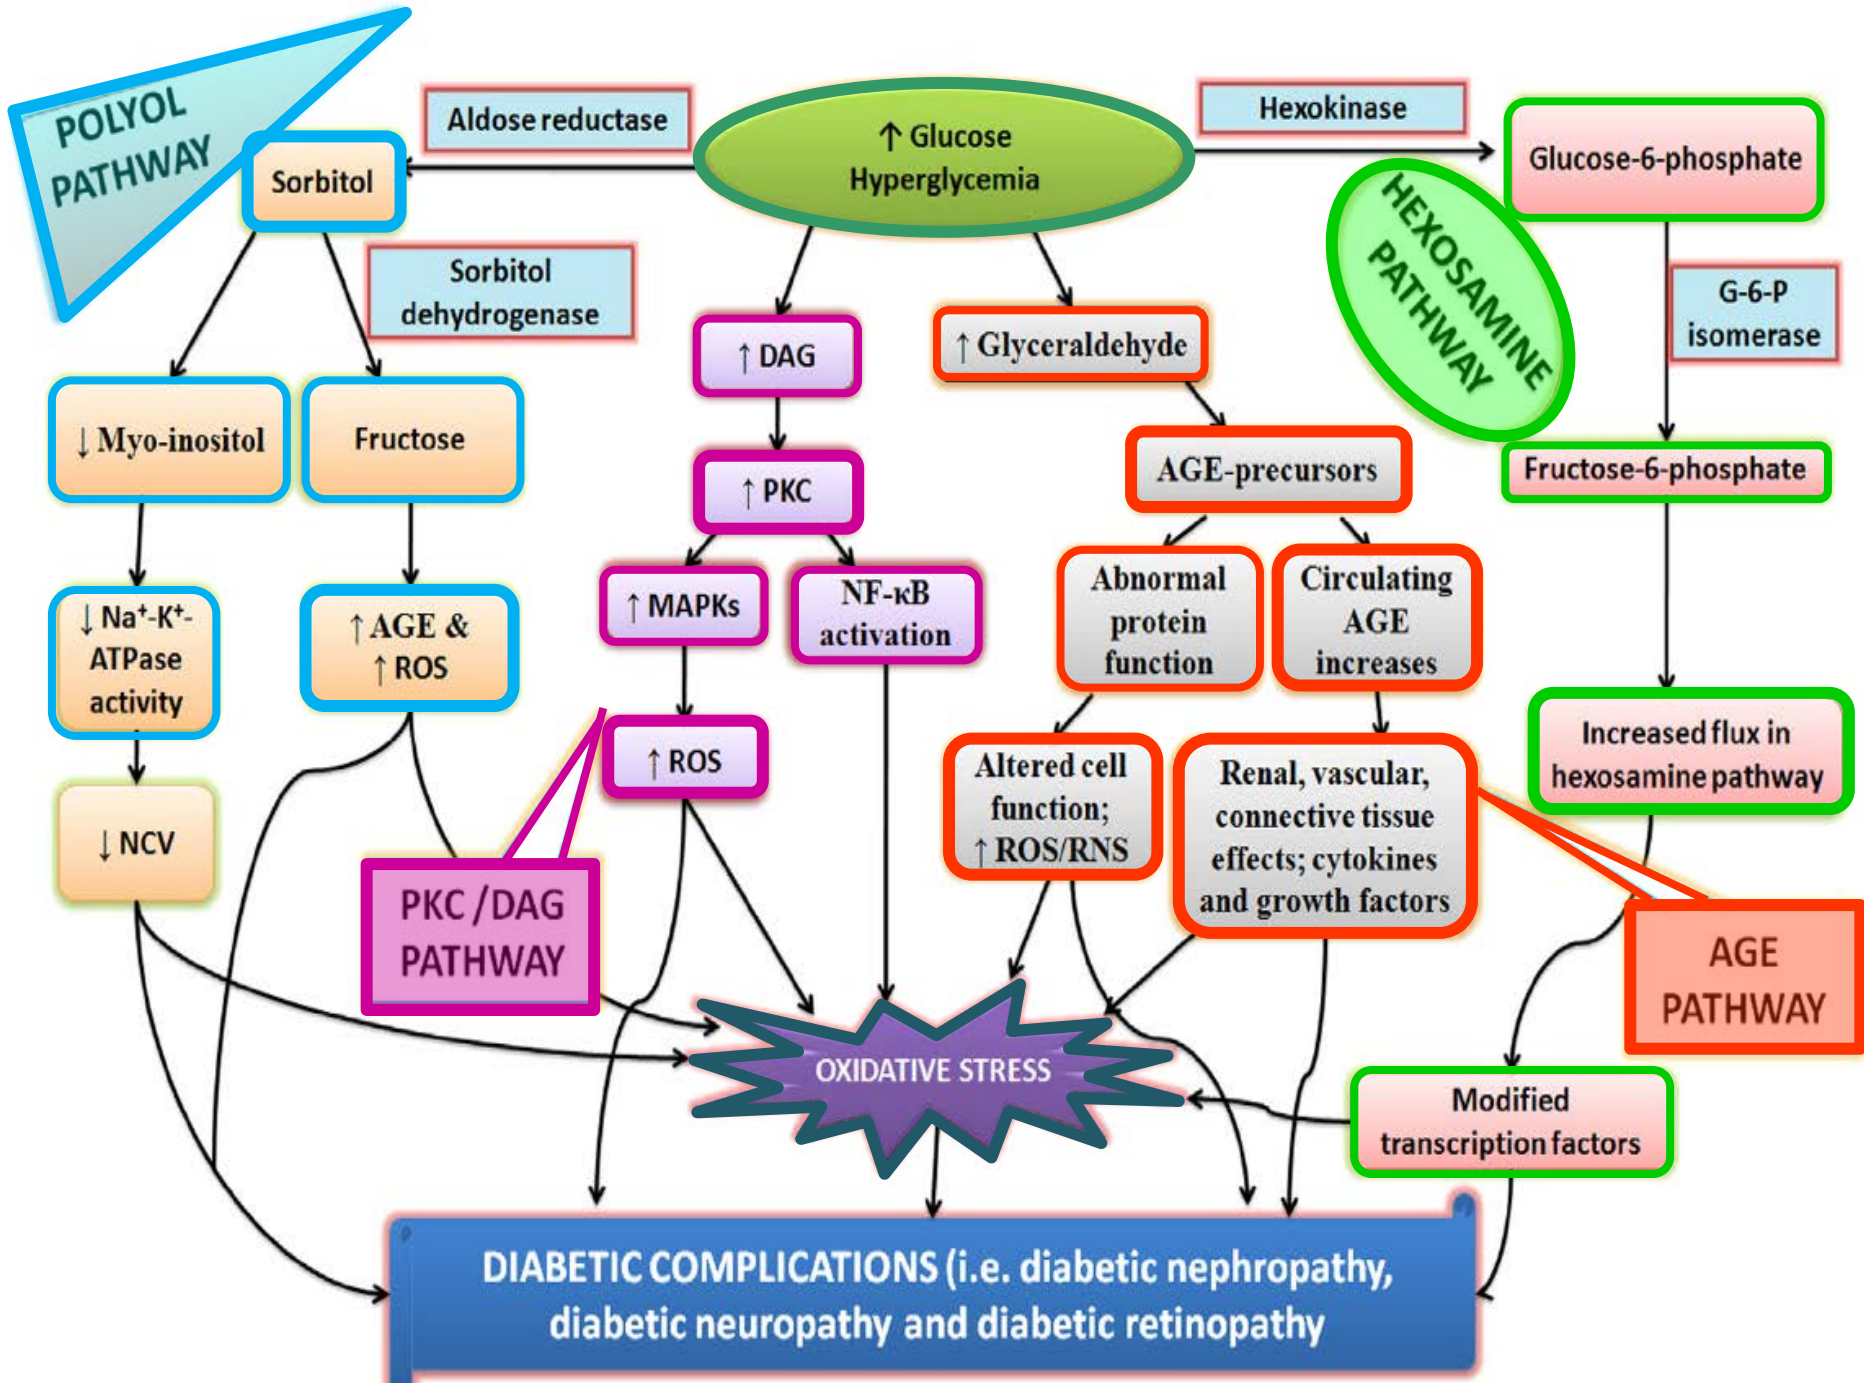 POLYOL
PATHWAY
Aldose reductase
↑ Glucose
Hyperglycemia
Hexokinase
Glucose-6-phosphate
Sorbitol
HEXOSAMINE
PATHWAY
Sorbitol
dehydrogenase
G-6-P
isomerase
↑ DAG
↑ Glyceraldehyde
↓ Myo-inositol
Fructose
↑ PKC
AGE-precursors
Fructose-6-phosphate
↓ Na⁺-K⁺-
ATPase
activity
↑ AGE &
↑ ROS
↑ MAPKs
NF-κB
activation
Abnormal
protein
function
Circulating
AGE
increases
↑ ROS
Increased flux in
hexosamine pathway
↓ NCV
Altered cell
function;
↑ ROS/RNS
Renal, vascular,
connective tissue
effects; cytokines
and growth factors
PKC /DAG
PATHWAY
AGE
PATHWAY
OXIDATIVE STRESS
Modified
transcription factors
DIABETIC COMPLICATIONS (i.e. diabetic nephropathy,
diabetic neuropathy and diabetic retinopathy